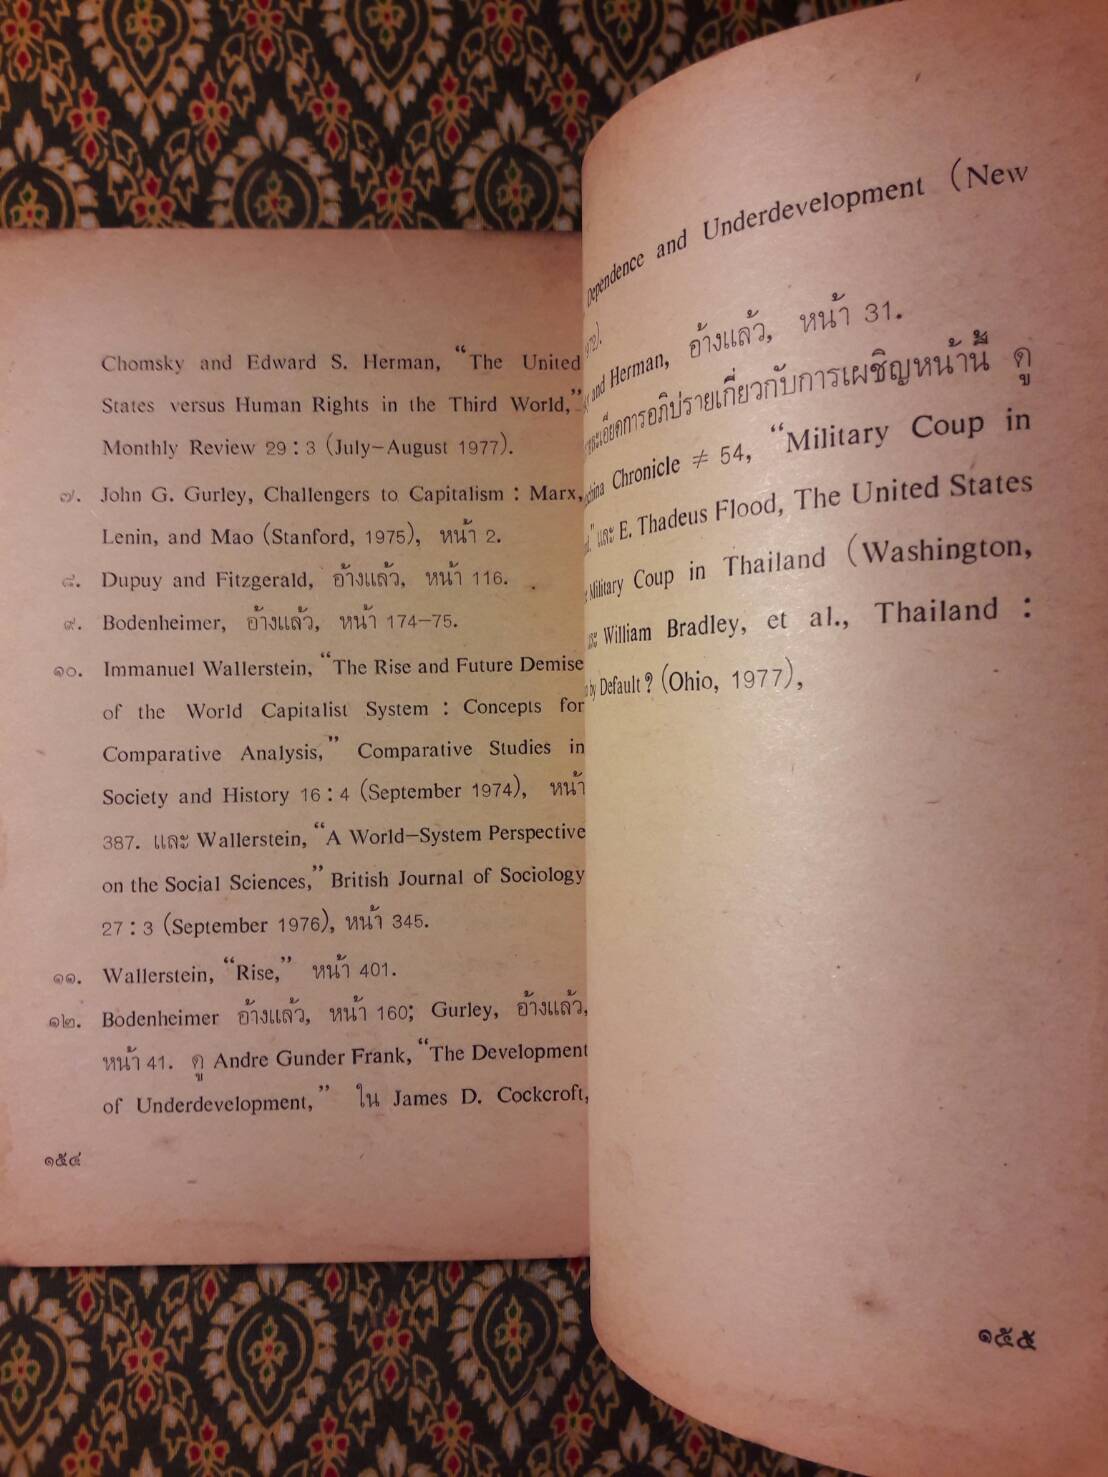 Chomsky and Edward S. Herman, “The United
States versus Human Rights in the Third World,”
Monthly Review 29 : 3 (July–August 1977).
๗. John G. Gurley, Challengers to Capitalism : Marx,
Lenin, and Mao (Stanford, 1975), หน้า 2.
๘. Dupuy and Fitzgerald, อ้างแล้ว, หน้า 116.
๙. Bodenheimer, อ้างแล้ว, หน้า 174–75.
๑๐. Immanuel Wallerstein, “The Rise and Future Demise
of the World Capitalist System : Concepts for
Comparative Analysis,” Comparative Studies in
Society and History 16 : 4 (September 1974), หน้า
387. และ Wallerstein, “A World–System Perspective
on the Social Sciences,” British Journal of Sociology
27 : 3 (September 1976), หน้า 345.
๑๑. Wallerstein, “Rise,” หน้า 401.
๑๒. Bodenheimer อ้างแล้ว, หน้า 160; Gurley, อ้างแล้ว,
หน้า 41. ดู Andre Gunder Frank, “The Development
of Underdevelopment,” ใน James D. Cockcroft,
๑๕๔
Dependence and Underdevelopment (New
and Herman, อ้างแล้ว, หน้า 31.
การอภิปรายเกี่ยวกับการเผชิญหน้านี้ ดู
Chronicle ≠ 54, “Military Coup in
และ E. Thadeus Flood, The United States
Military Coup in Thailand (Washington,
William Bradley, et al., Thailand :
by Default ? (Ohio, 1977),
๑๕๕